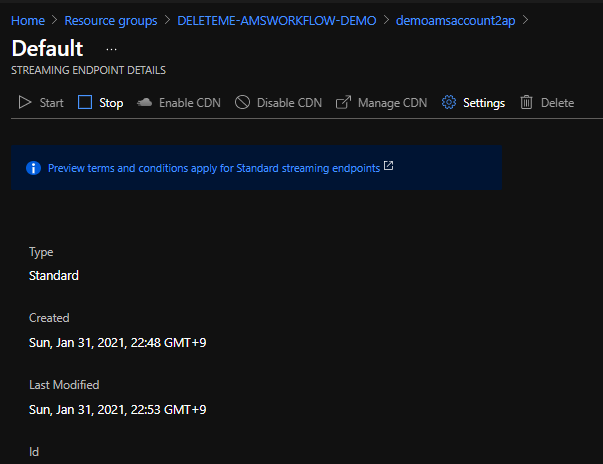 Home > Resource groups > DELETEME-AMSWORKFLOW-DEMO > demoamsaccount2ap >
Default ...
STREAMING ENDPOINT DETAILS
Start Stop Enable CDN Disable CDN Manage CDN Settings Delete
Preview terms and conditions apply for Standard streaming endpoints
Type
Standard
Created
Sun, Jan 31, 2021, 22:48 GMT+9
Last Modified
Sun, Jan 31, 2021, 22:53 GMT+9
Id